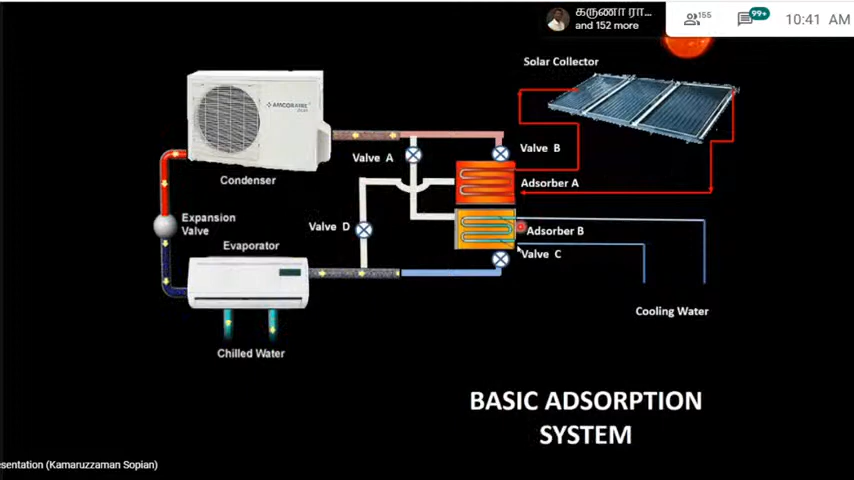 கருணா ரா...
and 152 more
155
99+
10:41 AM
Solar Collector
Valve A
Valve B
Condenser
Adsorber A
Expansion
Valve
Valve D
Adsorber B
Evaporator
Valve C
Cooling Water
Chilled Water
BASIC ADSORPTION
SYSTEM
esentation (Kamaruzzaman Sopian)